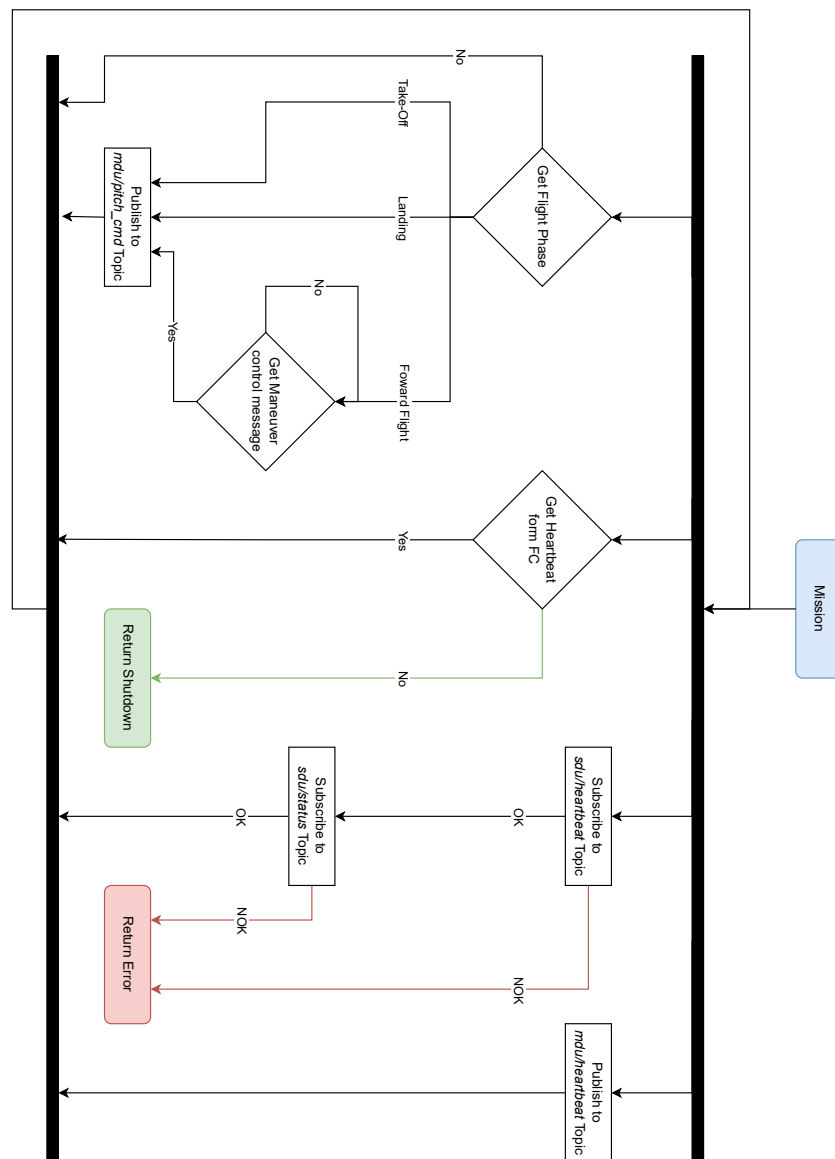 Mission
Get Flight Phase
No
Take-Off
Landing
Foward Flight
Get Maneuver
control message
No
Yes
Publish to
mdu/pitch_cmd Topic
Get Heartbeat
form FC
Yes
No
Return Shutdown
Subscribe to
sdu/heartbeat Topic
OK
NOK
Subscribe to
sdu/status Topic
OK
NOK
Return Error
Publish to
mdu/heartbeat Topic